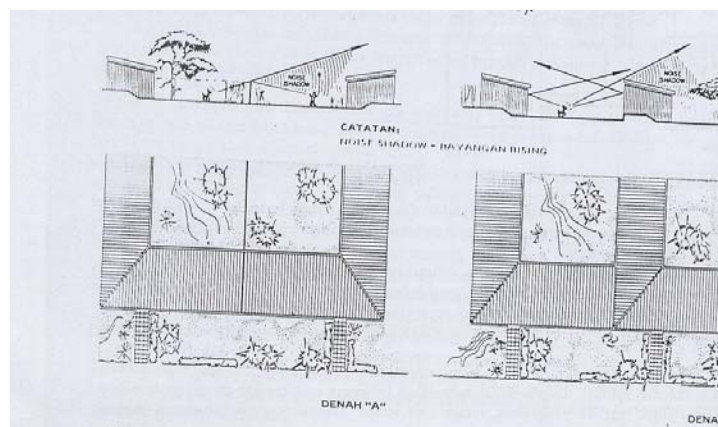 NOISE
SHADOW
NOISE
SHADOW
CATATAN:
NOISE SHADOW = BAYANGAN BISING
DENAH "A"
DENA